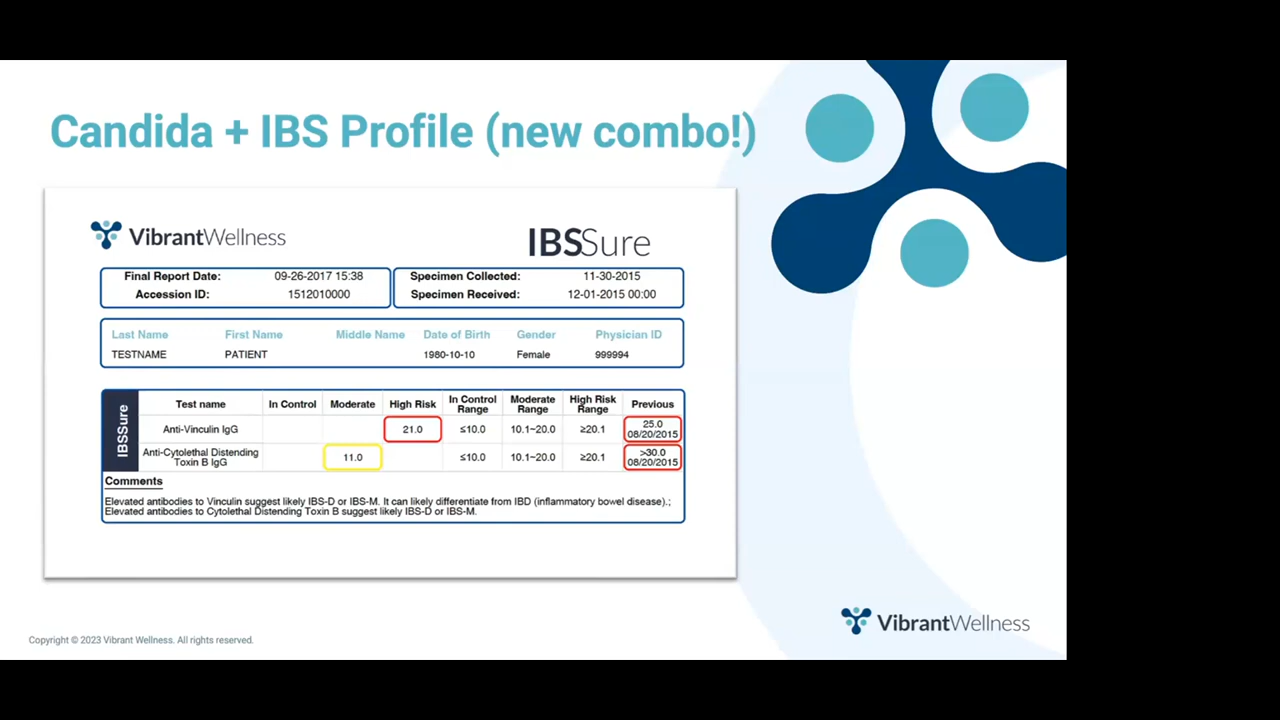 Candida + IBS Profile (new combo!)
VibrantWellness
IBSSure
Final Report Date: 09-26-2017 15:38
Accession ID: 1512010000
Specimen Collected: 11-30-2015
Specimen Received: 12-01-2015 00:00
Last Name First Name Middle Name Date of Birth Gender Physician ID
TESTNAME PATIENT 1980-10-10 Female 999994
IBSSure
Test name In Control Moderate High Risk In Control Range Moderate Range High Risk Range Previous
Anti-Vinculin IgG 21.0 ≤10.0 10.1~20.0 ≥20.1 25.0 08/20/2015
Anti-Cytolethal Distending Toxin B IgG 11.0 ≤10.0 10.1~20.0 ≥20.1 >30.0 08/20/2015
Comments
Elevated antibodies to Vinculin suggest likely IBS-D or IBS-M. It can likely differentiate from IBD (inflammatory bowel disease).;
Elevated antibodies to Cytolethal Distending Toxin B suggest likely IBS-D or IBS-M.
Copyright © 2023 Vibrant Wellness. All rights reserved.
VibrantWellness